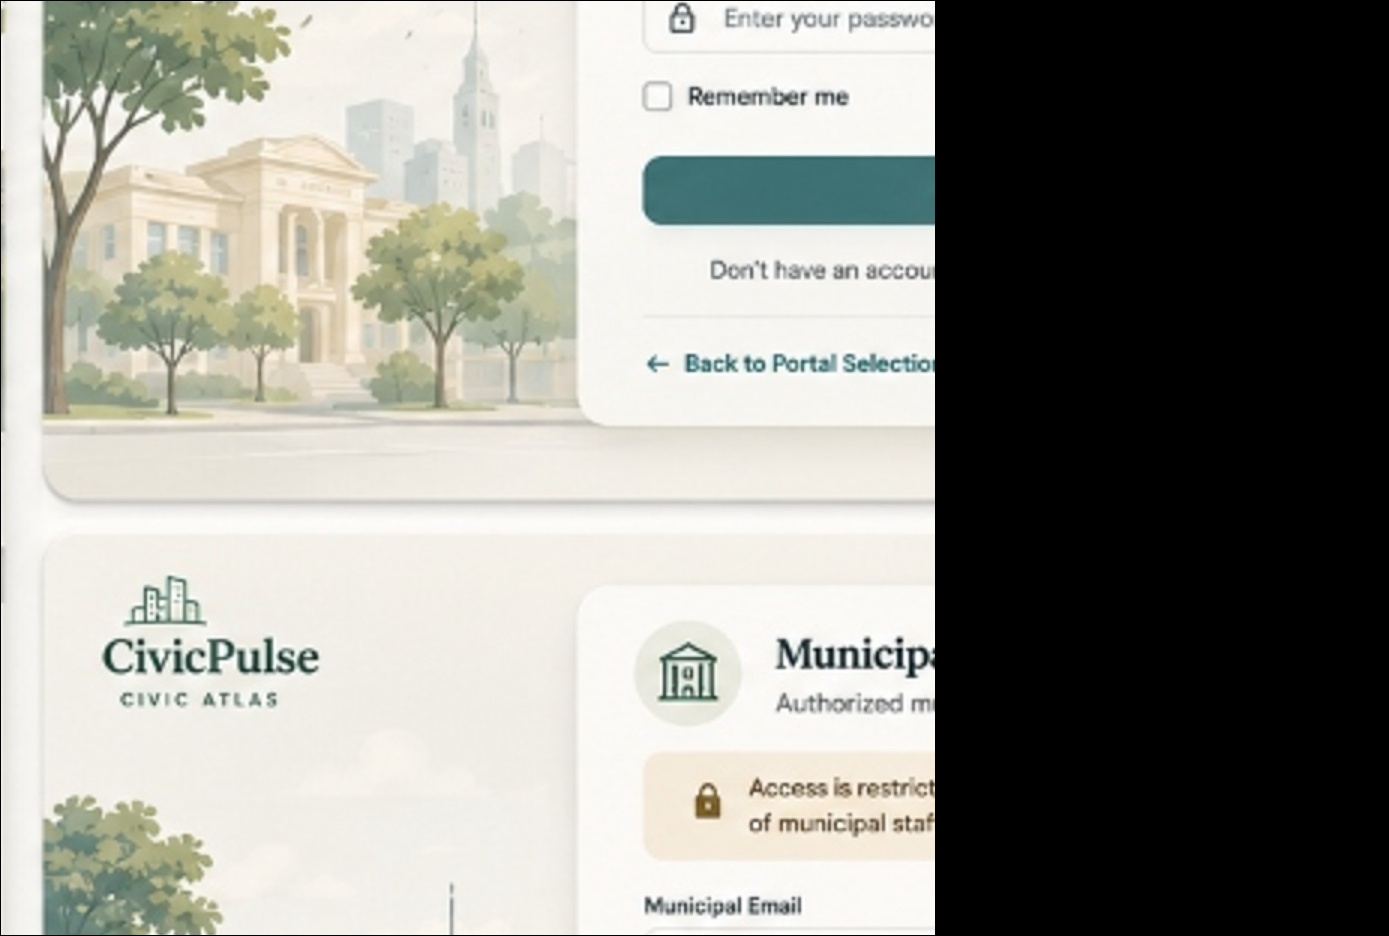 Enter your passwo
Remember me
Don't have an accou
← Back to Portal Selection
CivicPulse
CIVIC ATLAS
Municipa
Authorized m
Access is restrict
of municipal staf
Municipal Email